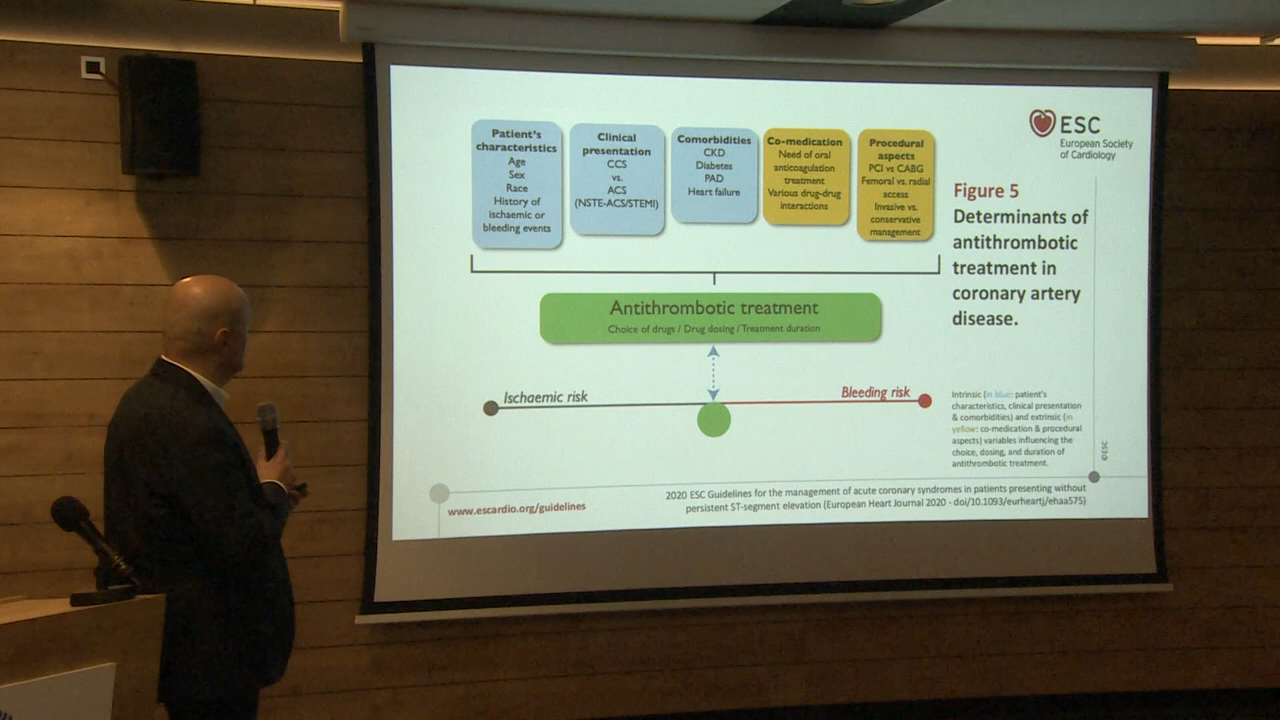 Patient's
characteristics
Age
Sex
Race
History of
ischaemic or
bleeding events
Clinical
presentation
CCS
vs.
ACS
(NSTE-ACS/STEMI)
Comorbidities
CKD
Diabetes
PAD
Heart failure
Co-medication
Need of oral
anticoagulation
treatment
Various drug-drug
interactions
Procedural
aspects
PCI vs CABG
Femoral vs. radial
access
Invasive vs.
conservative
management
ESC
European Society
of Cardiology
Figure 5
Determinants of
antithrombotic
treatment in
coronary artery
disease.
Antithrombotic treatment
Choice of drugs / Drug dosing / Treatment duration
Ischaemic risk
Bleeding risk
Intrinsic (in blue: patient's
characteristics, clinical presentation
& comorbidities) and extrinsic (in
yellow: co-medication & procedural
aspects) variables influencing the
choice, dosing, and duration of
antithrombotic treatment.
©ESC
www.escardio.org/guidelines
2020 ESC Guidelines for the management of acute coronary syndromes in patients presenting without
persistent ST-segment elevation (European Heart Journal 2020 - doi/10.1093/eurheartj/ehaa575)